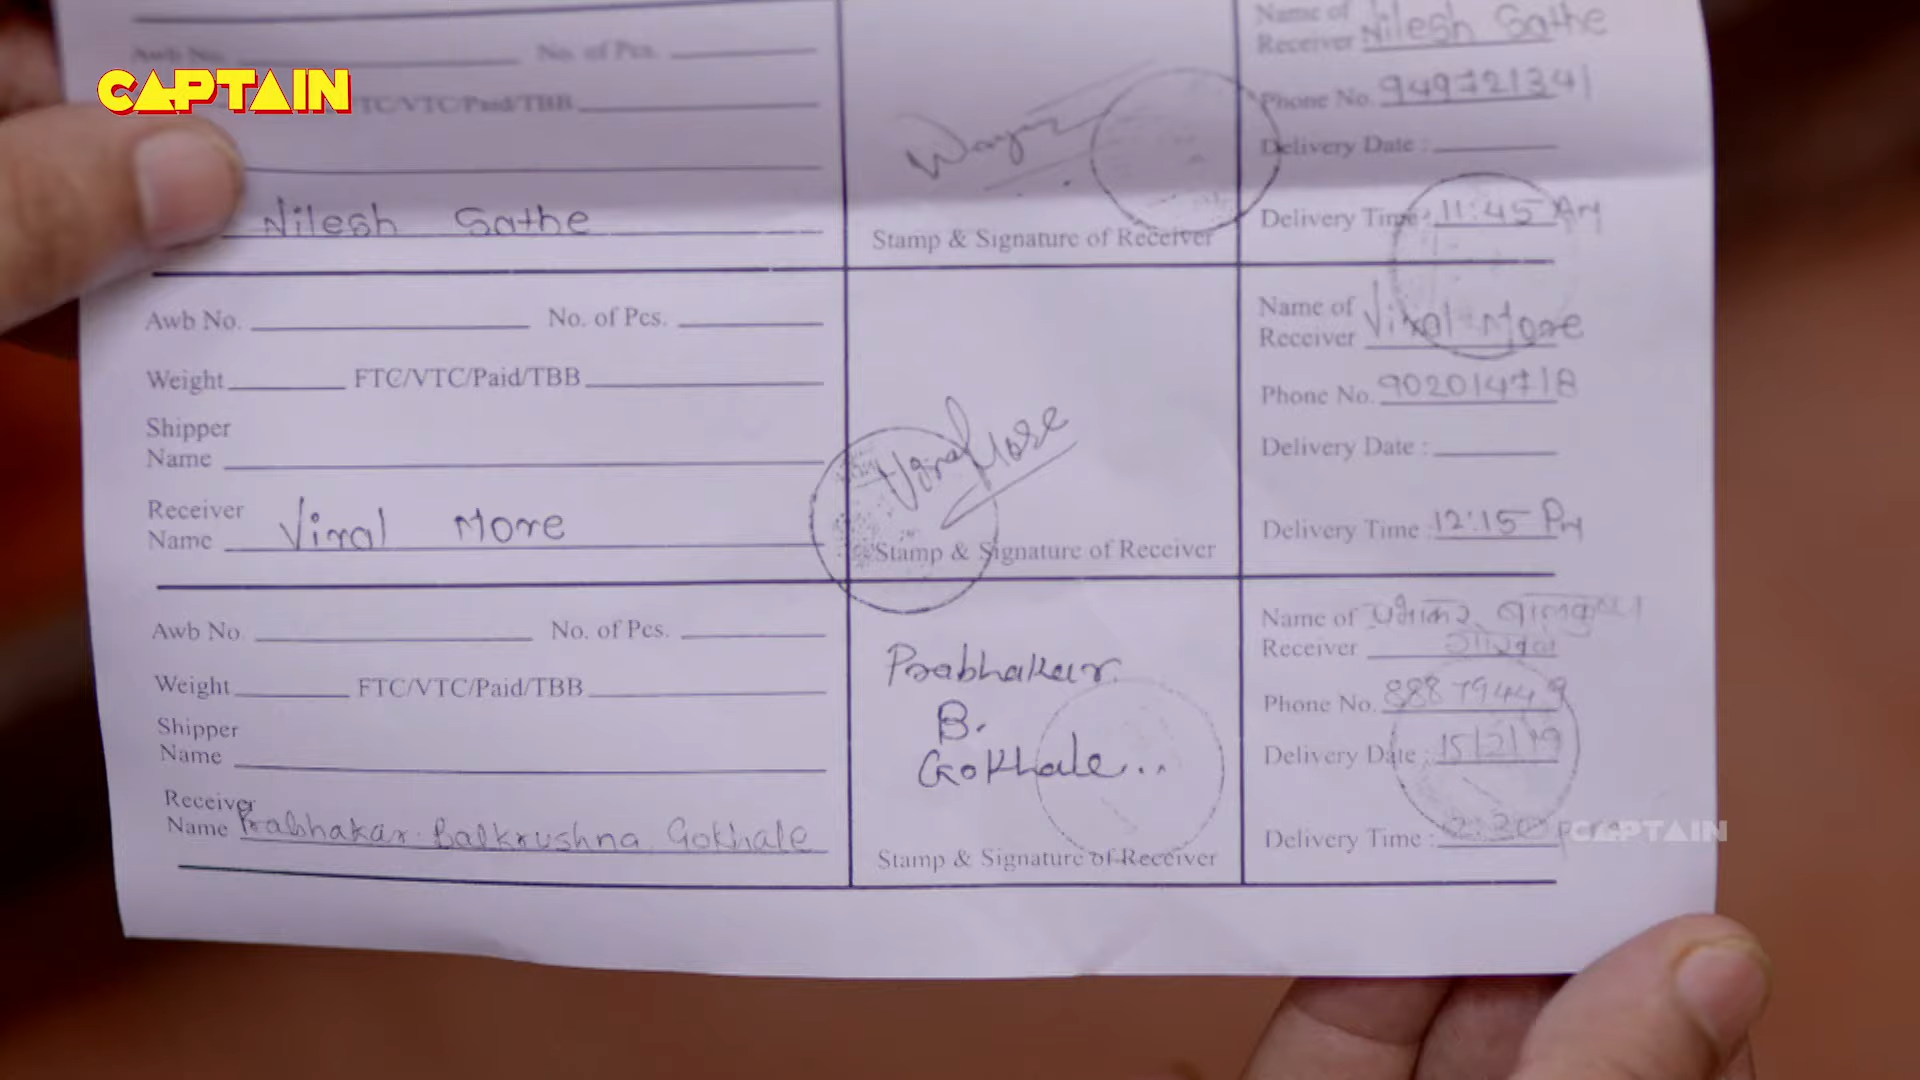 Awb No. No. of Pcs.
CAPTAIN
FTC/VTC/Paid/TBB
Nilesh Sathe
Stamp & Signature of Receiver
Name of
Receiver Nilesh Sathe
Phone No. 949721341
Delivery Date :
Delivery Time : 11:45 AM
Awb No. No. of Pcs.
Weight FTC/VTC/Paid/TBB
Shipper
Name
Receiver
Name Viral More
Viral More
Stamp & Signature of Receiver
Name of
Receiver Viral More
Phone No. 902014718
Delivery Date :
Delivery Time : 12:15 PM
Awb No No. of Pcs.
Weight FTC/VTC/Paid/TBB
Shipper
Name
Receiver
Name Prabhakar Balkrushna Gokhale
Prabhakar
B.
Gokhale..
Stamp & Signature of Receiver
Name of प्रभाकर
Receiver
Phone No. 88879449
Delivery Date : 15/2/19
Delivery Time :
CAPTAIN